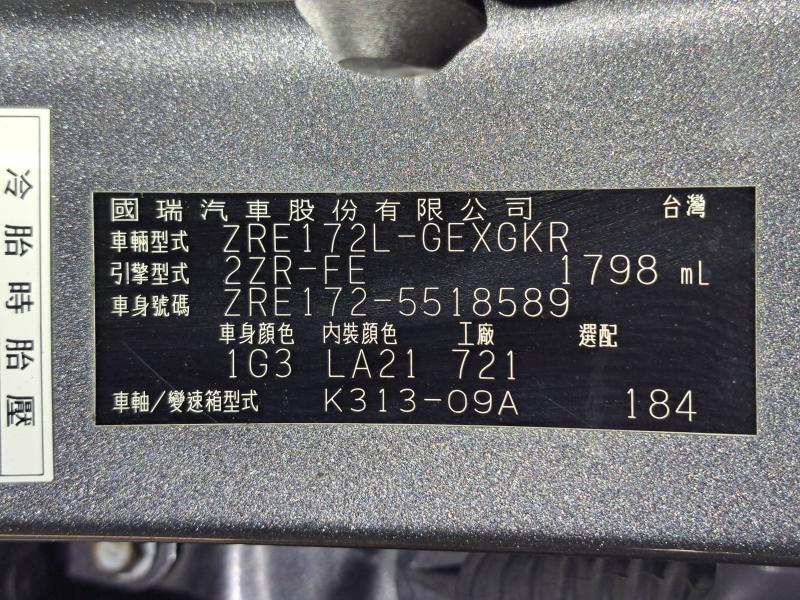 冷胎時胎壓
國瑞汽車股份有限公司 台灣
車輛型式 ZRE172L-GEXGKR
引擎型式 2ZR-FE 1798 mL
車身號碼 ZRE172-5518589
車身顏色 內裝顏色 工廠 選配
1G3 LA21 721
車軸/變速箱型式 K313-09A 184